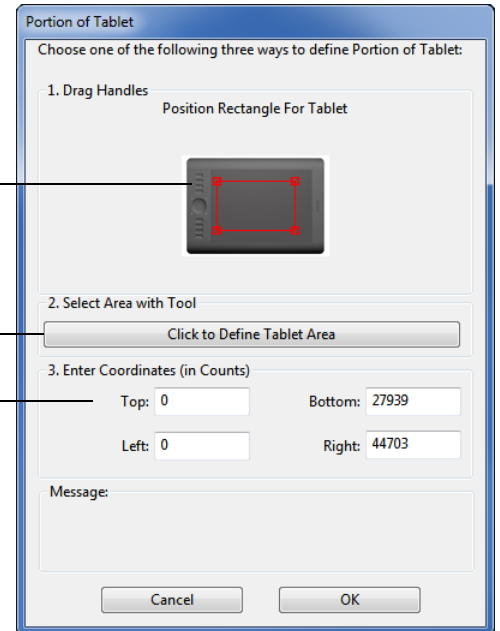 Portion of Tablet
Choose one of the following three ways to define Portion of Tablet:
1. Drag Handles
Position Rectangle For Tablet
2. Select Area with Tool
Click to Define Tablet Area
3. Enter Coordinates (in Counts)
Top: 0 Bottom: 27939
Left: 0 Right: 44703
Message:
Cancel OK